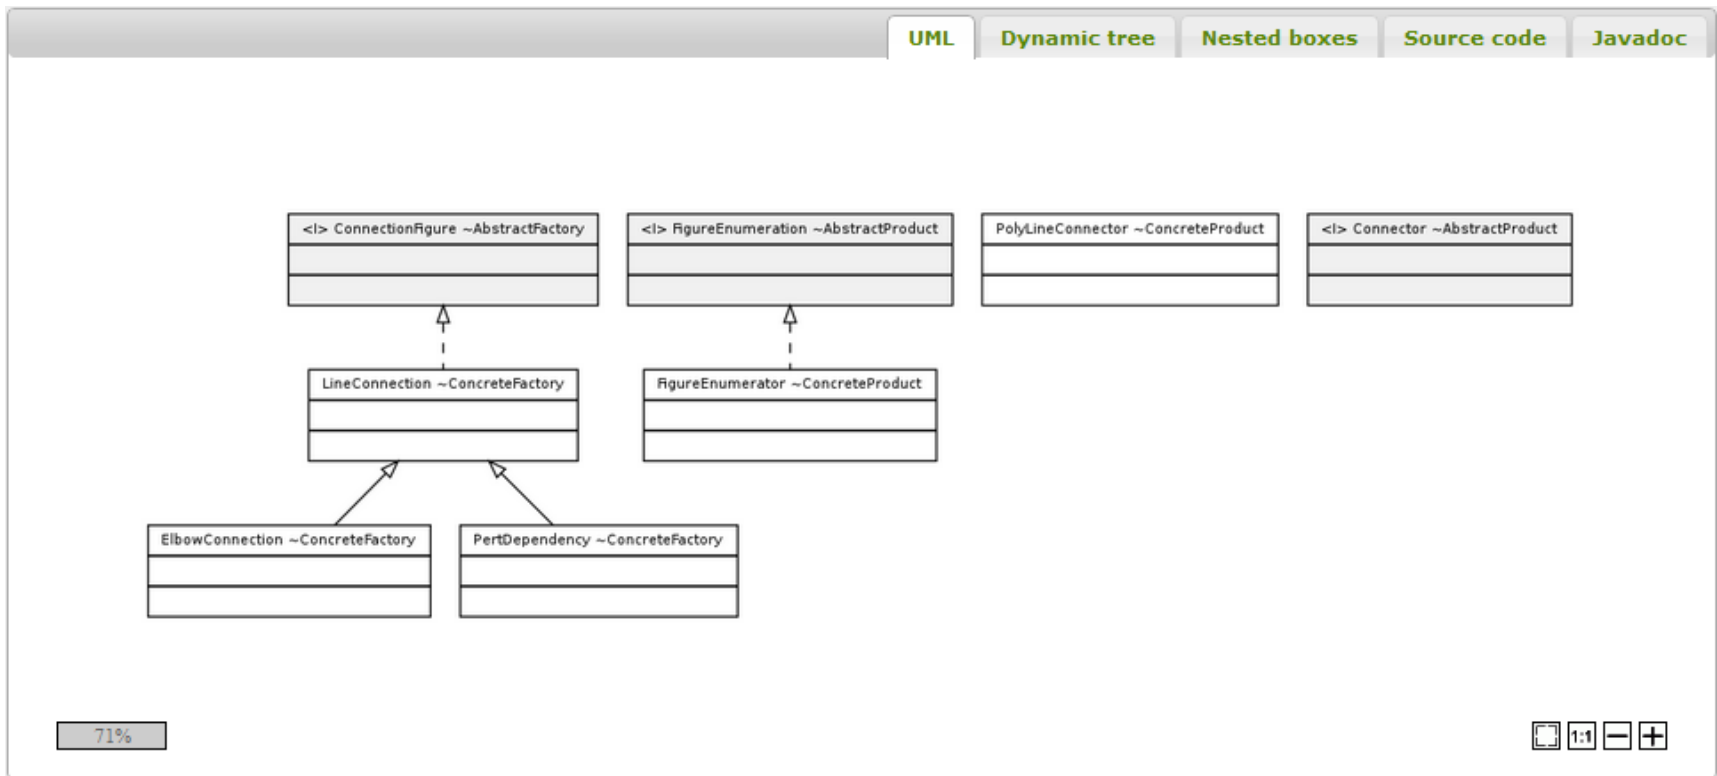 UML
Dynamic tree
Nested boxes
Source code
Javadoc
<I> ConnectionFigure ~AbstractFactory
<I> FigureEnumeration ~AbstractProduct
PolyLineConnector ~ConcreteProduct
<I> Connector ~AbstractProduct
LineConnection ~ConcreteFactory
FigureEnumerator ~ConcreteProduct
ElbowConnection ~ConcreteFactory
PertDependency ~ConcreteFactory
71%
1:1